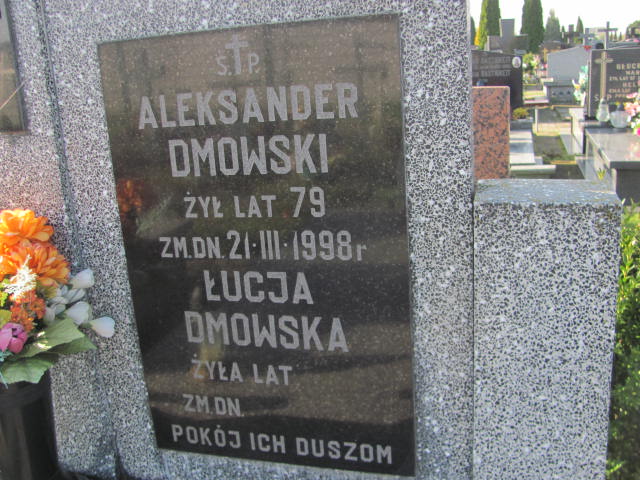 Ś.P
ALEKSANDER
DMOWSKI
ŻYŁ LAT 79
ZM.DN. 21·III·1998r
ŁUCJA
DMOWSKA
ŻYŁA LAT
ZM.DN.
POKÓJ ICH DUSZOM